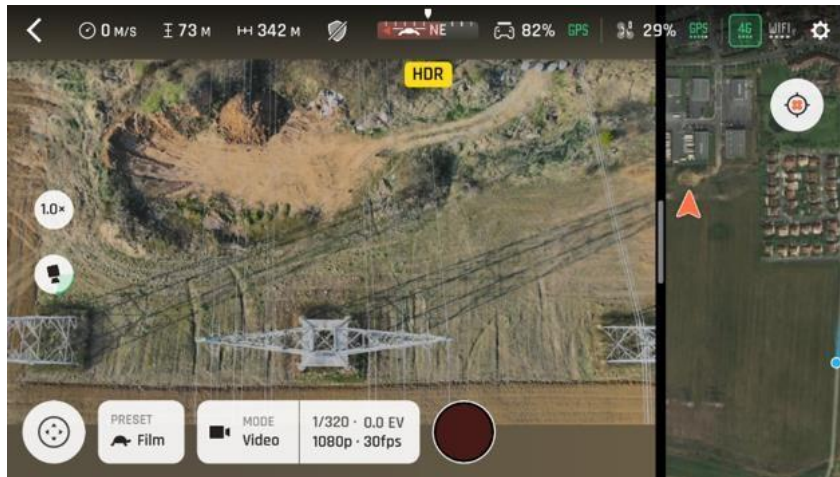 0 M/S 73 M 342 M NE 82% GPS 29% GPS 4G WIFI
HDR
1.0×
PRESET
Film
MODE
Video
1/320 · 0.0 EV
1080p · 30fps